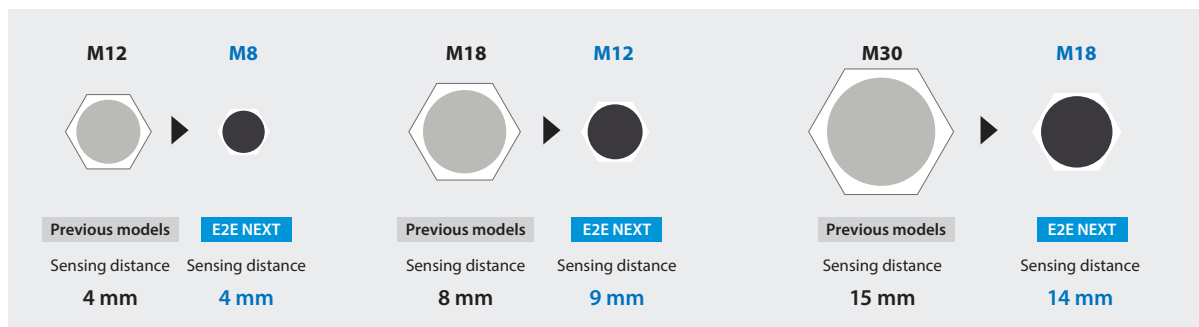 M12
M8
Previous models
E2E NEXT
Sensing distance
Sensing distance
4 mm
4 mm
M18
M12
Previous models
E2E NEXT
Sensing distance
Sensing distance
8 mm
9 mm
M30
M18
Previous models
E2E NEXT
Sensing distance
Sensing distance
15 mm
14 mm